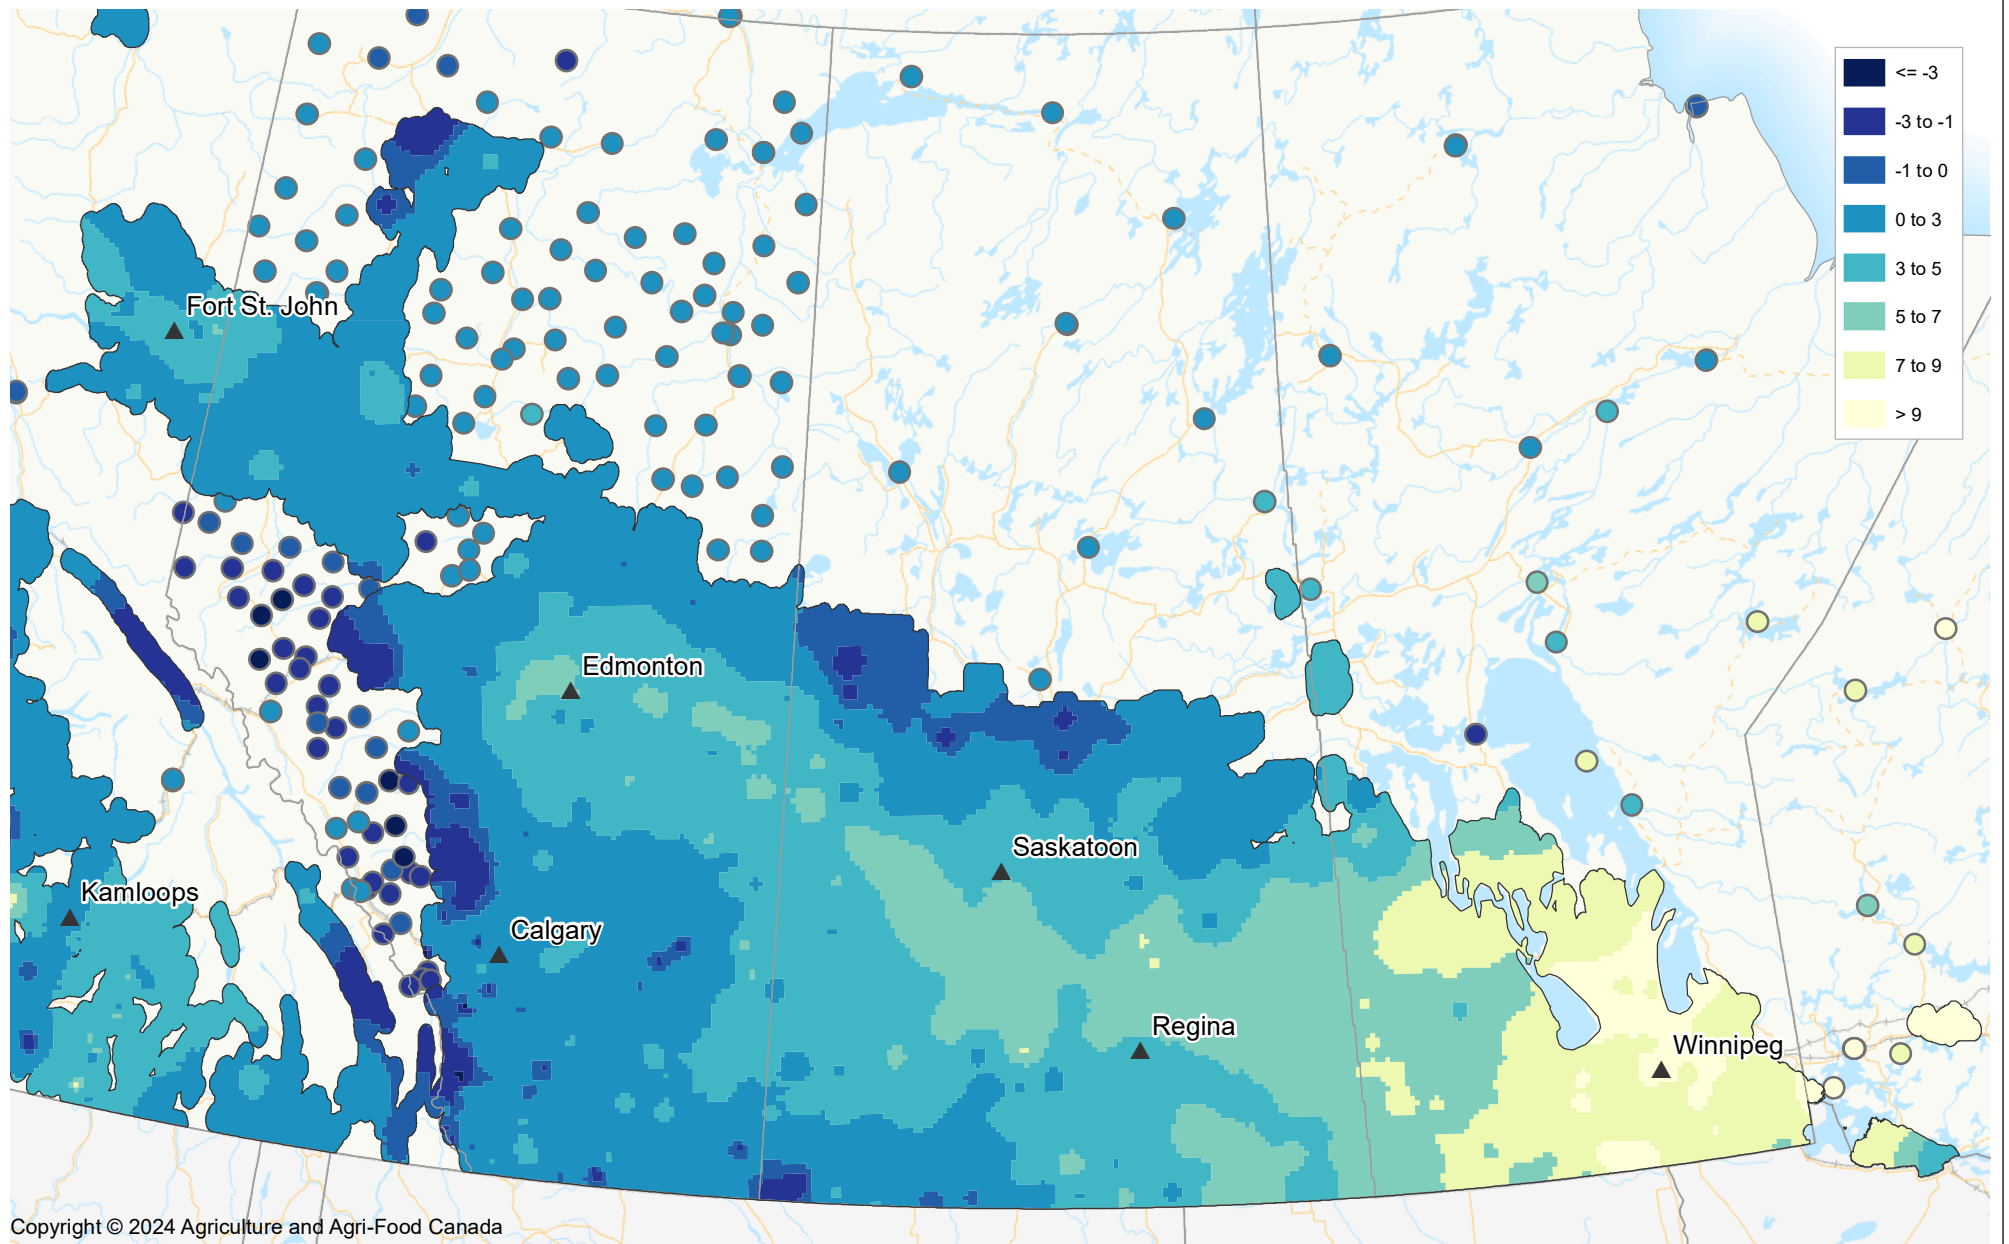 <= -3
-3 to -1
-1 to 0
0 to 3
3 to 5
5 to 7
7 to 9
> 9
Fort St. John
Edmonton
Saskatoon
Kamloops
Calgary
Regina
Winnipeg
Copyright © 2024 Agriculture and Agri-Food Canada